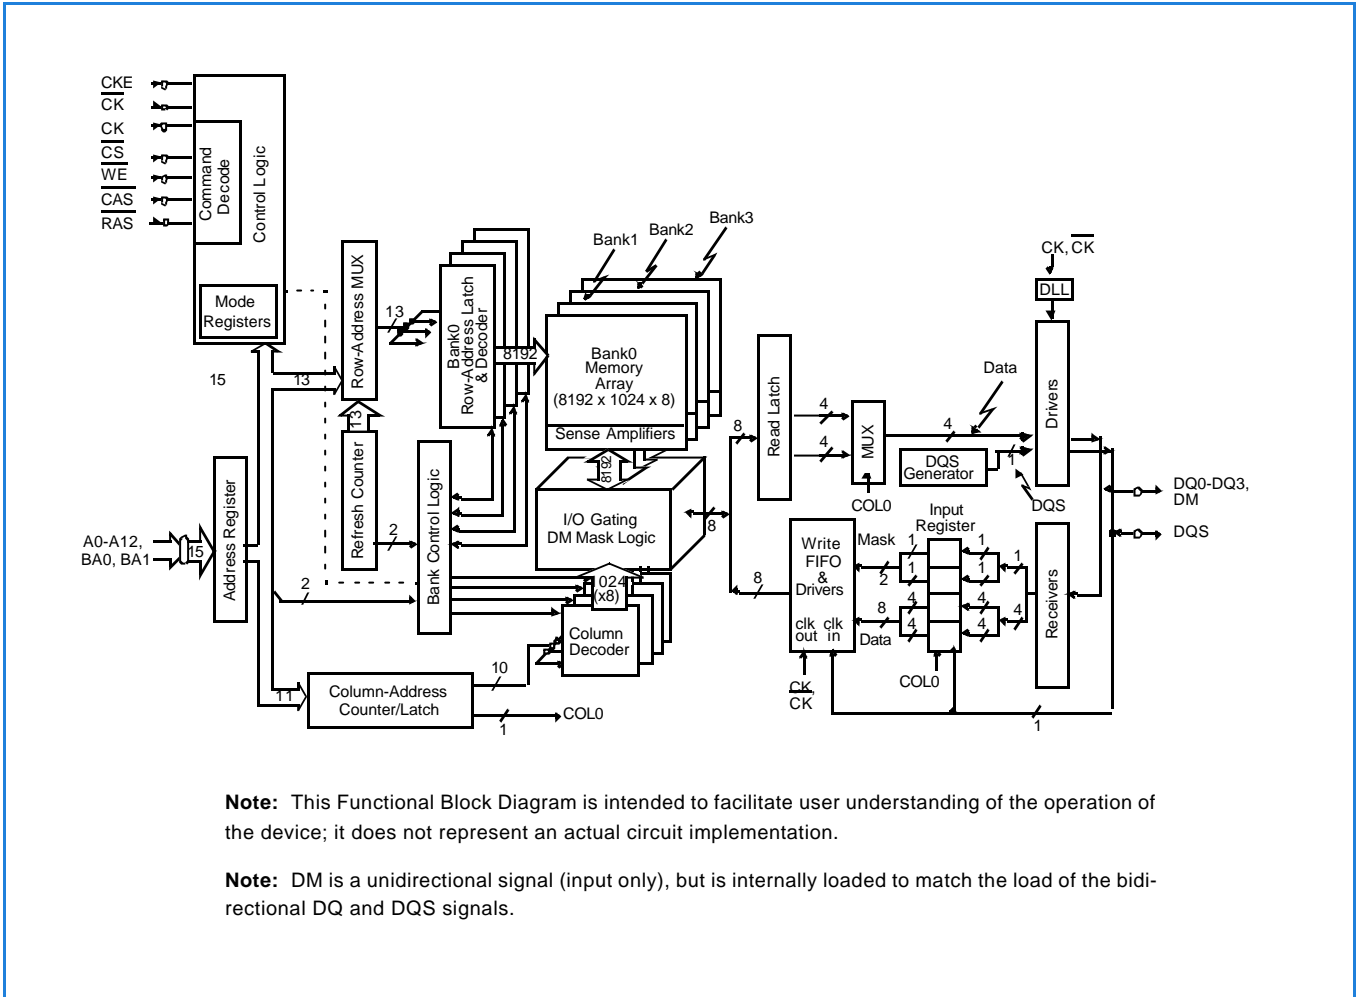 CKE
CK
CK
CS
WE
CAS
RAS
Command
Decode
Control Logic
Mode
Registers
15
13
Row-Address MUX
13
Refresh Counter
13
Bank0
Row-Address Latch
& Decoder
8192
Bank1
Bank2
Bank3
Bank0
Memory
Array
(8192 x 1024 x 8)
Sense Amplifiers
8192
I/O Gating
DM Mask Logic
8
2
Bank Control Logic
2
A0-A12,
BA0, BA1
15
Address Register
11
Column-Address
Counter/Latch
10
1
COL0
1024
(x8)
Column
Decoder
8
Read Latch
4
4
MUX
COL0
4
Data
DQS
Generator
1
DQS
CK, CK
DLL
Drivers
DQ0-DQ3,
DM
DQS
Input
Register
Write
FIFO
&
Drivers
clk
out
clk
in
8
Mask
1
2
1
8
4
4
Data
1
1
1
4
4
4
Receivers
CK,
CK
COL0
1
Note: This Functional Block Diagram is intended to facilitate user understanding of the operation of
the device; it does not represent an actual circuit implementation.
Note: DM is a unidirectional signal (input only), but is internally loaded to match the load of the bidi-
rectional DQ and DQS signals.